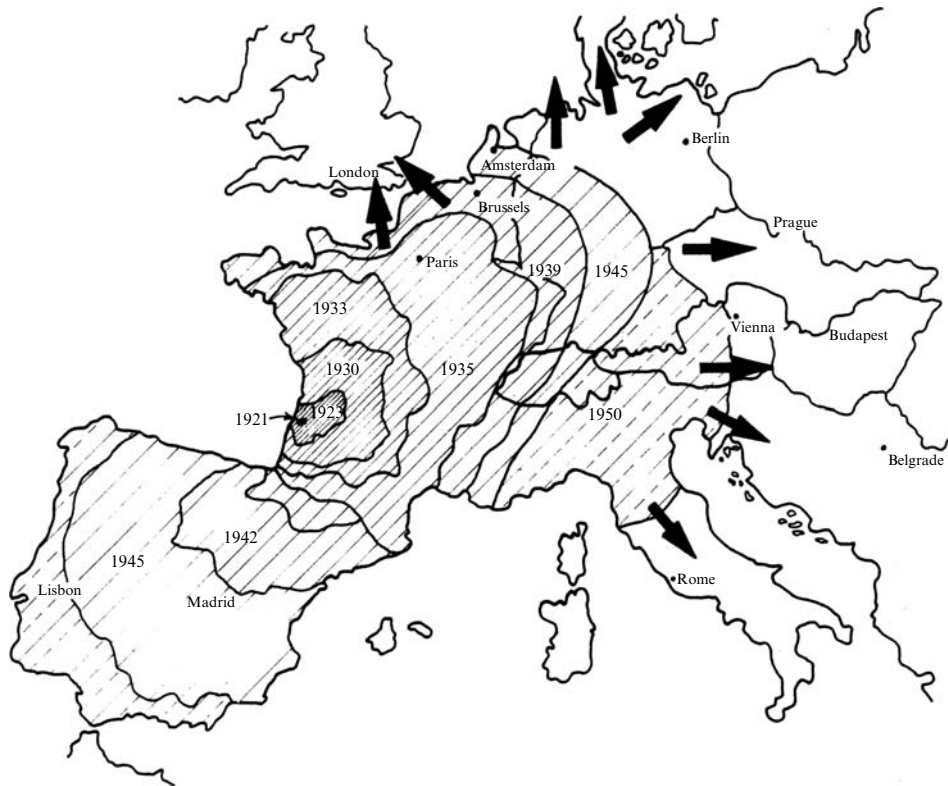 Berlin
Amsterdam
London
Brussels
Prague
Paris
1939
1945
1933
Vienna
Budapest
1930
1935
1921
1923
1950
Belgrade
1942
1945
Lisbon
Madrid
Rome